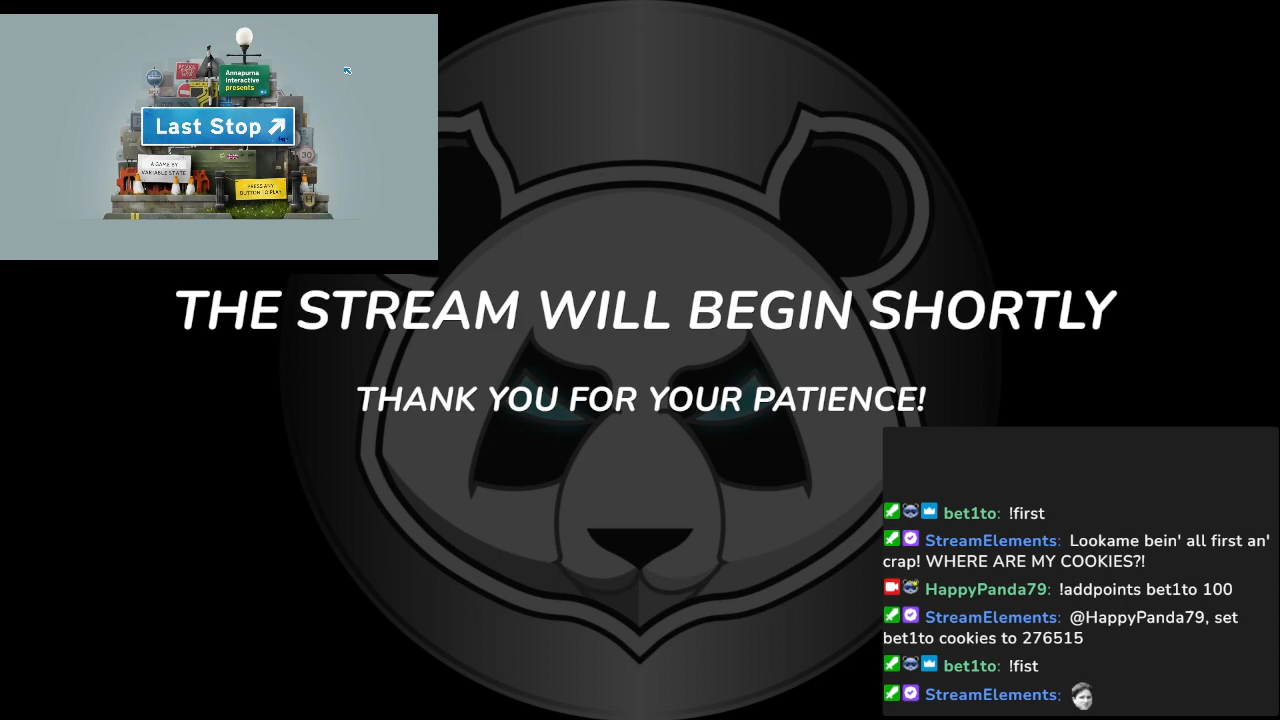 Annapurna
Interactive
presents
Last Stop
A GAME BY
VARIABLE STATE
30
PRESS ANY
BUTTON TO PLAY
THE STREAM WILL BEGIN SHORTLY
THANK YOU FOR YOUR PATIENCE!
bet1to: !first
StreamElements: Lookame bein' all first an'
crap! WHERE ARE MY COOKIES?!
HappyPanda79: !addpoints bet1to 100
StreamElements: @HappyPanda79, set
bet1to cookies to 276515
bet1to: !fist
StreamElements: